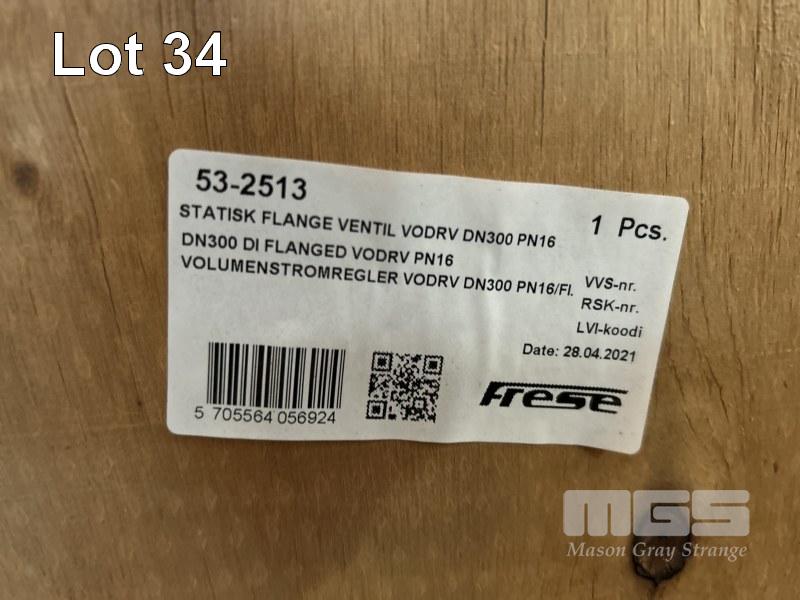 Lot 34
53-2513
1 Pcs.
STATISK FLANGE VENTIL VODRV DN300 PN16
DN300 DI FLANGED VODRV PN16
VOLUMENSTROMREGLER VODRV DN300 PN16/Fl.
VVS-nr.
RSK-nr.
LVI-koodi
Date: 28.04.2021
5 705564 056924
Frese
MGS
Mason Gray Strange